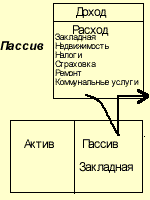 Доход
Расход
Пассив
Закладная
Недвижимость
Налоги
Страховка
Ремонт
Коммунальные услуги
Актив
Пассив
Закладная